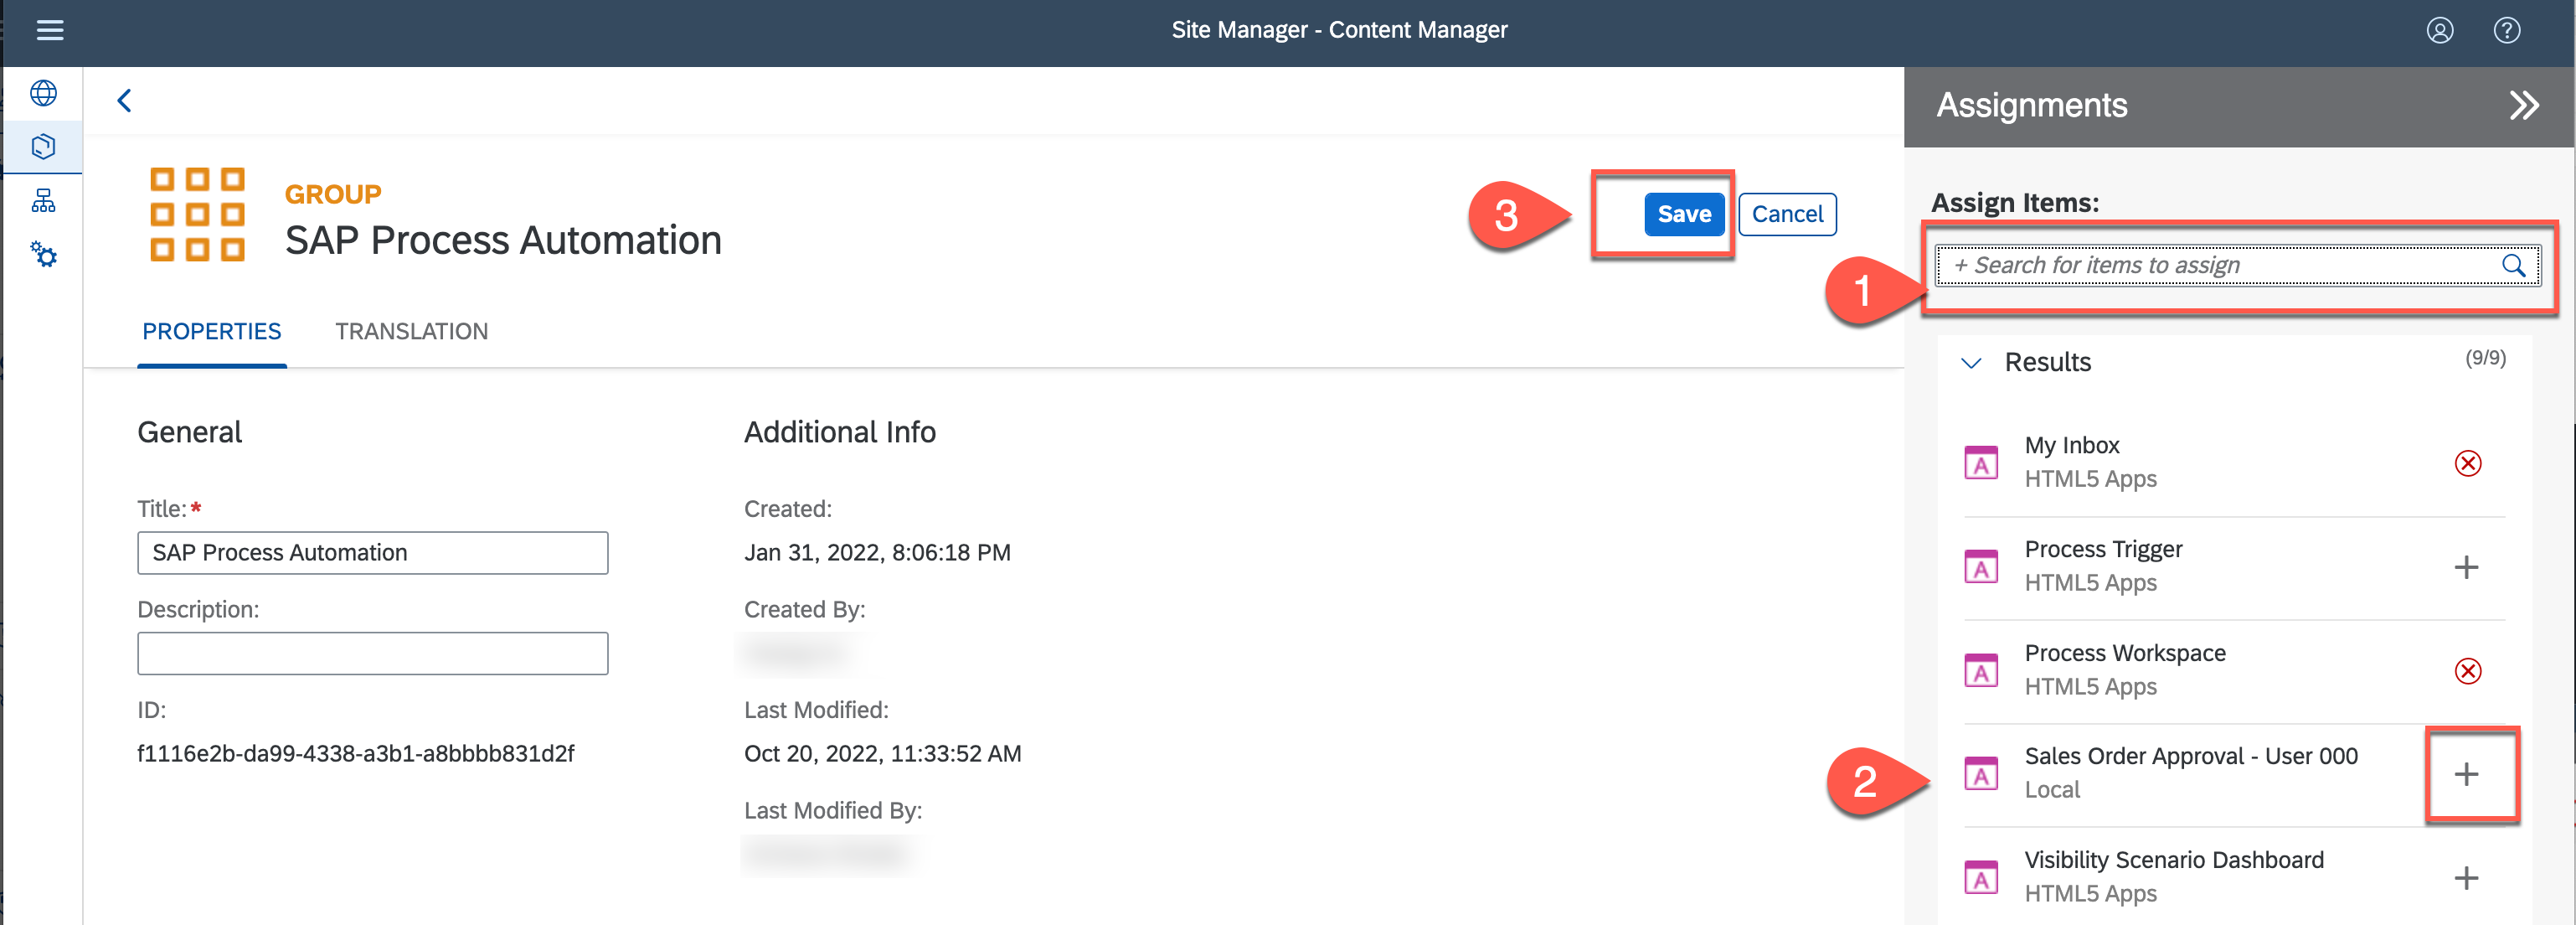 Site Manager - Content Manager
Assignments
GROUP
SAP Process Automation
3
Save
Cancel
Assign Items:
1
+ Search for items to assign
PROPERTIES
TRANSLATION
Results
(9/9)
General
Additional Info
My Inbox
HTML5 Apps
Title:*
SAP Process Automation
Created:
Jan 31, 2022, 8:06:18 PM
Process Trigger
HTML5 Apps
Description:
Created By:
Process Workspace
HTML5 Apps
ID:
f1116e2b-da99-4338-a3b1-a8bbbb831d2f
Last Modified:
Oct 20, 2022, 11:33:52 AM
2
Sales Order Approval - User 000
Local
Last Modified By:
Visibility Scenario Dashboard
HTML5 Apps